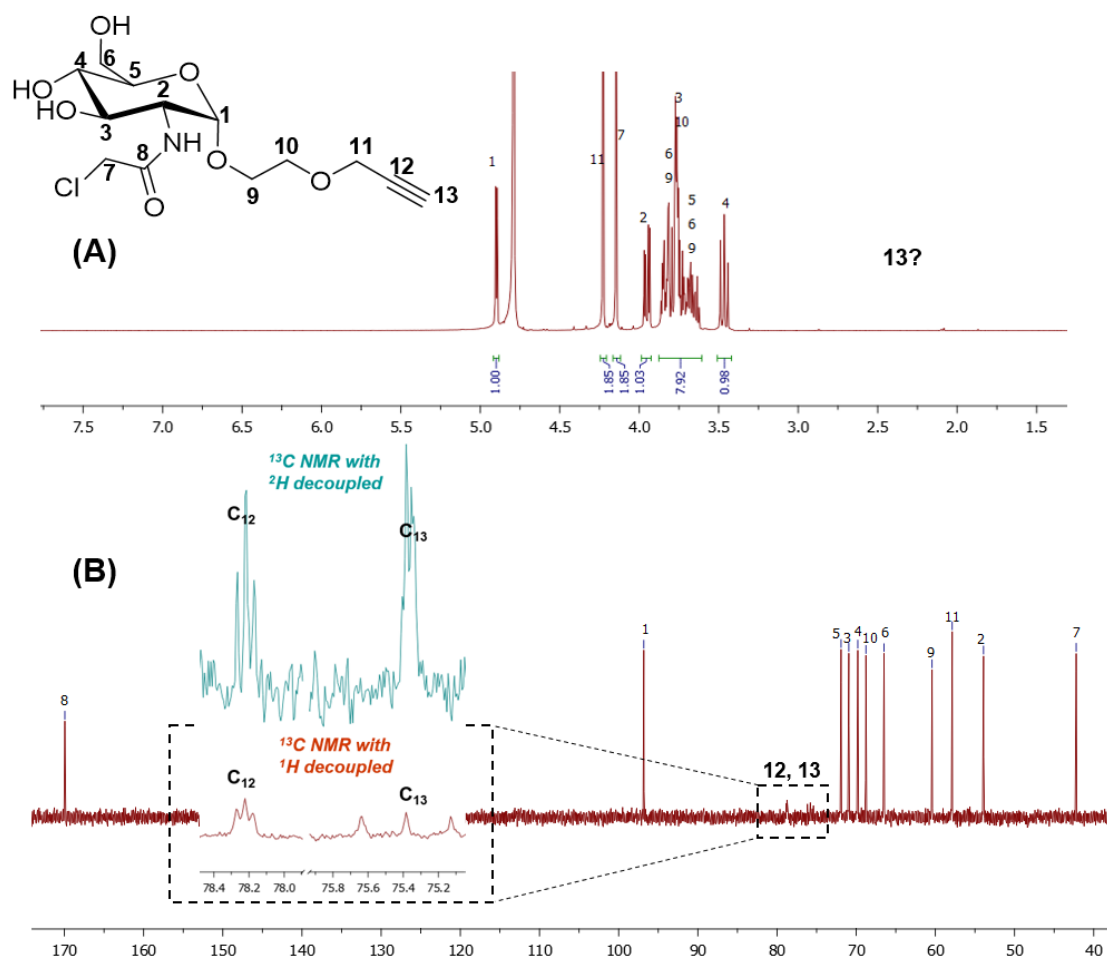 OH
HO
HO
NH
O
O
O
Cl
O
1
2
3
4
5
6
7
8
9
10
11
12
13
(A)
1
11
7
2
6
9
3
10
5
6
9
4
13?
1.00
1.85
1.85
1.03
7.92
0.98
7.5 7.0 6.5 6.0 5.5 5.0 4.5 4.0 3.5 3.0 2.5 2.0 1.5
(B)
¹³C NMR with
²H decoupled
C₁₂
C₁₃
¹³C NMR with
¹H decoupled
C₁₂
C₁₃
78.4 78.2 78.0 75.8 75.6 75.4 75.2
8
1
12, 13
5 3 4 10 6 9 11 2 7
170 160 150 140 130 120 110 100 90 80 70 60 50 40